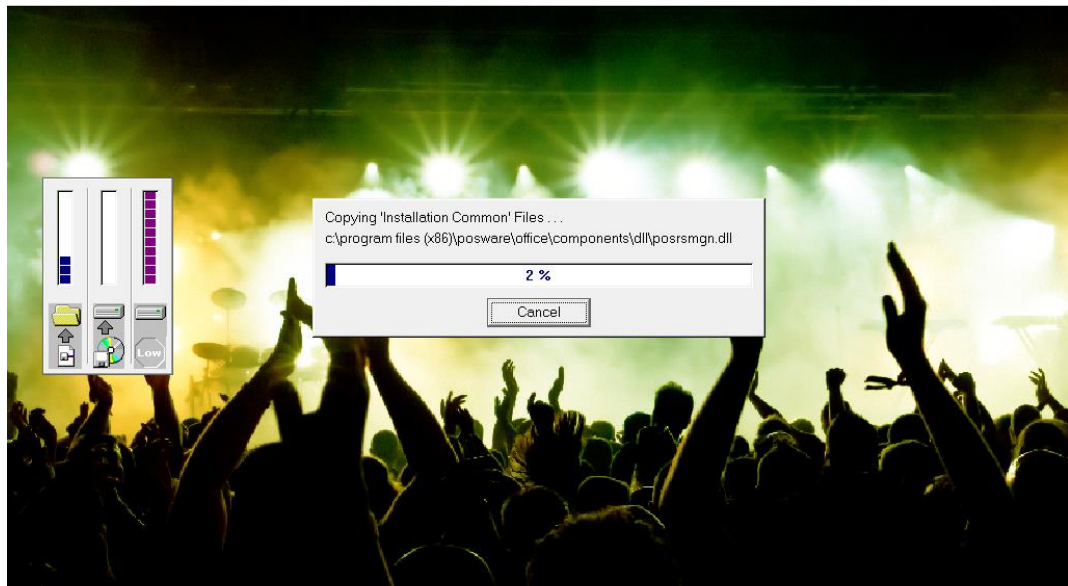 Copying 'Installation Common' Files . . .
c:\program files (x86)\posware\office\components\dll\posrsmgn.dll
2 %
Cancel
Low